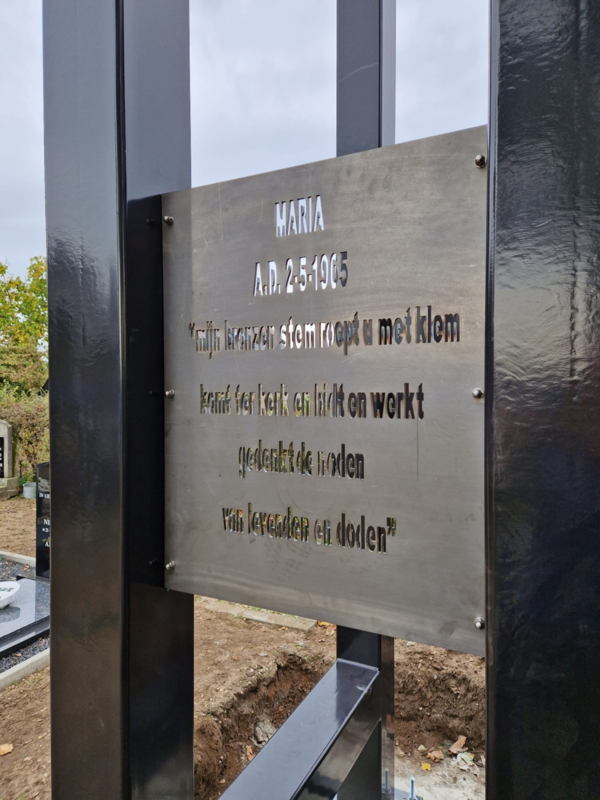 MARIA
A.D. 2-5-1965
"mijn bronzen stem roept u met klem
komt ter kerk en bidt en werkt
gedenkt de noden
van levenden en doden"